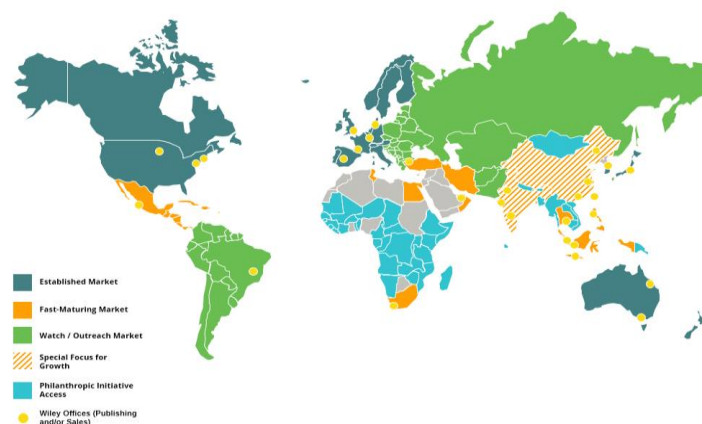 Established Market
Fast-Maturing Market
Watch / Outreach Market
Special Focus for
Growth
Philanthropic Initiative
Access
Wiley Offices (Publishing
and/or Sales)